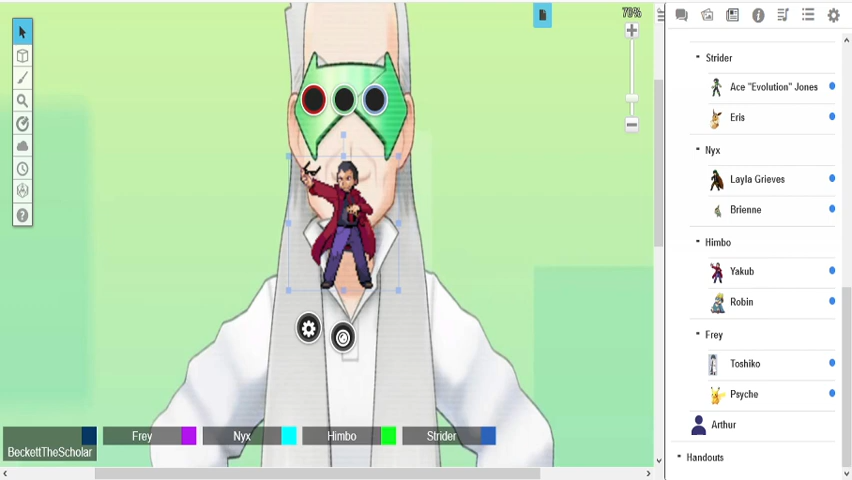 70%
Strider
Ace "Evolution" Jones
Eris
Nyx
Layla Grieves
Brienne
Himbo
Yakub
Robin
Frey
Toshiko
Psyche
Arthur
Handouts
BeckettTheScholar
Frey
Nyx
Himbo
Strider